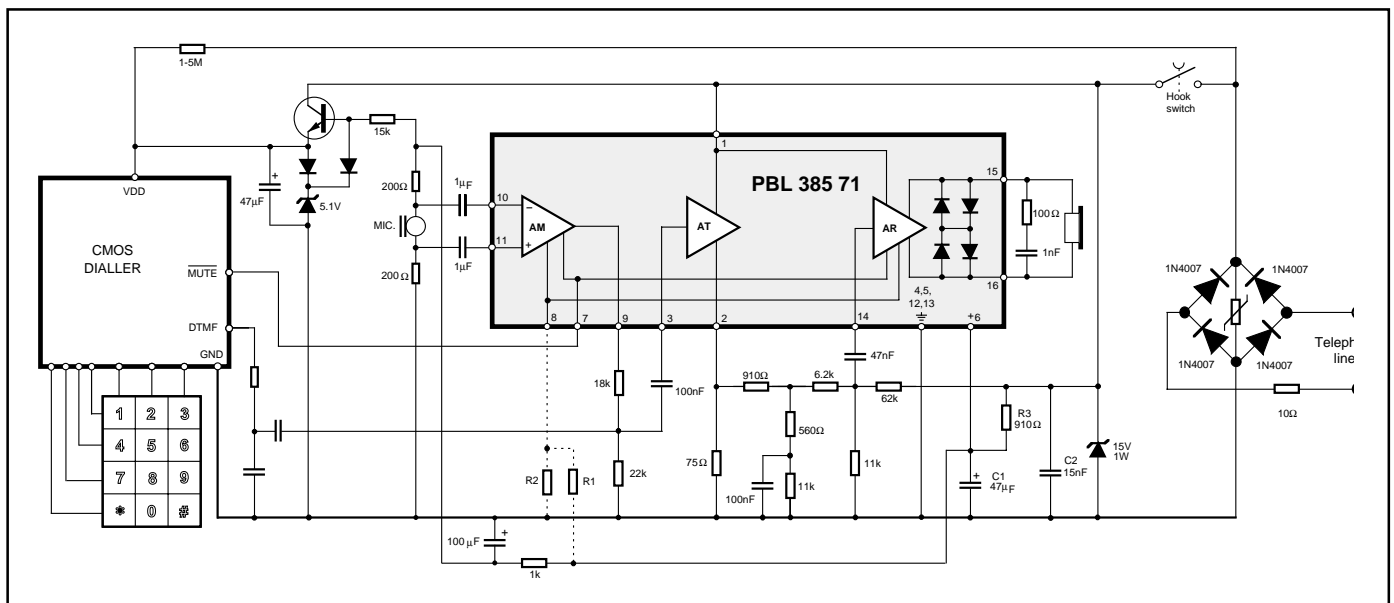 1-5M
Hook
switch
15k
1
PBL 385 71
15
VDD
47µF
+
5.1V
200Ω
1µF
10
MIC.
−
AM
+
11
200Ω
1µF
AT
AR
100Ω
1nF
16
4,5,
12,13
CMOS
DIALLER
MUTE
DTMF
GND
8
7
9
3
2
14
+6
1N4007
1N4007
1N4007
1N4007
Teleph
line
10Ω
47nF
18k
100nF
910Ω
6.2k
62k
R3
910Ω
560Ω
15V
1W
1 2 3
4 5 6
7 8 9
* 0 #
R2
R1
22k
75Ω
100nF
11k
11k
C1
47µF
+
C2
15nF
100µF
+
1k